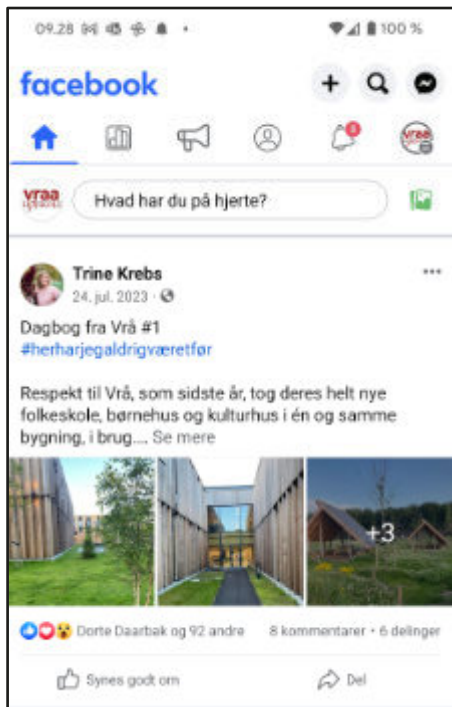 09.28 100 %
facebook
8
vraa
vraa
Hvad har du på hjerte?
Trine Krebs
24. jul. 2023
Dagbog fra Vrå #1
#herharjegaldrigværetfør
Respekt til Vrå, som sidste år, tog deres helt nye
folkeskole, børnehus og kulturhus i én og samme
bygning, i brug.... Se mere
+3
Dorte Daarbak og 92 andre 8 kommentarer • 6 delinger
Synes godt om Del